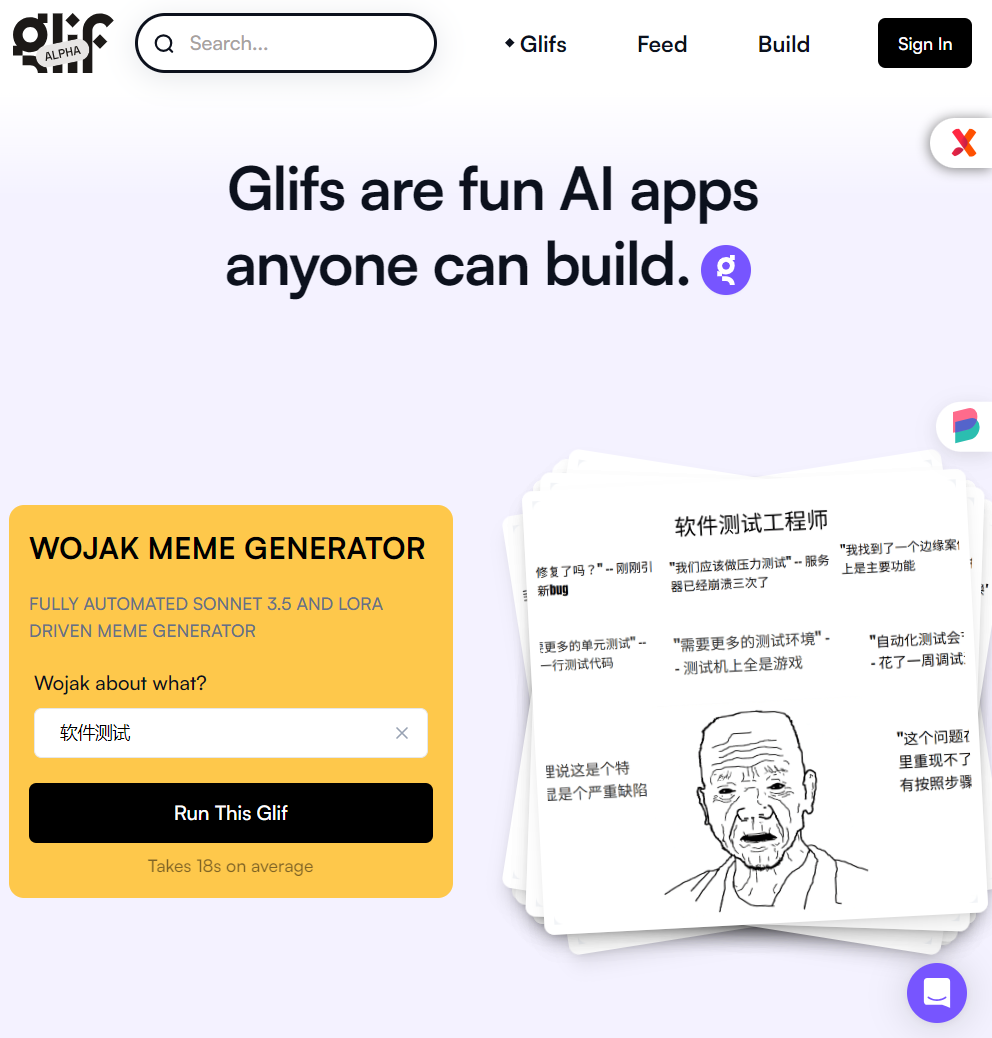 glif
ALPHA
Search...
Glifs
Feed
Build
Sign In
Glifs are fun AI apps
anyone can build.
WOJAK MEME GENERATOR
FULLY AUTOMATED SONNET 3.5 AND LORA
DRIVEN MEME GENERATOR
Wojak about what?
软件测试
Run This Glif
Takes 18s on average
软件测试工程师
修复了吗？" -- 刚刚引
新bug
"我们应该做压力测试" -- 服务
器已经崩溃三次了
"我找到了一个边缘案
上是主要功能
更多的单元测试" --
一行测试代码
"需要更多的测试环境" -
- 测试机上全是游戏
"自动化测试会
- 花了一周调试
理说这是个特
显是个严重缺陷
"这个问题在
里重现不了
有按照步骤